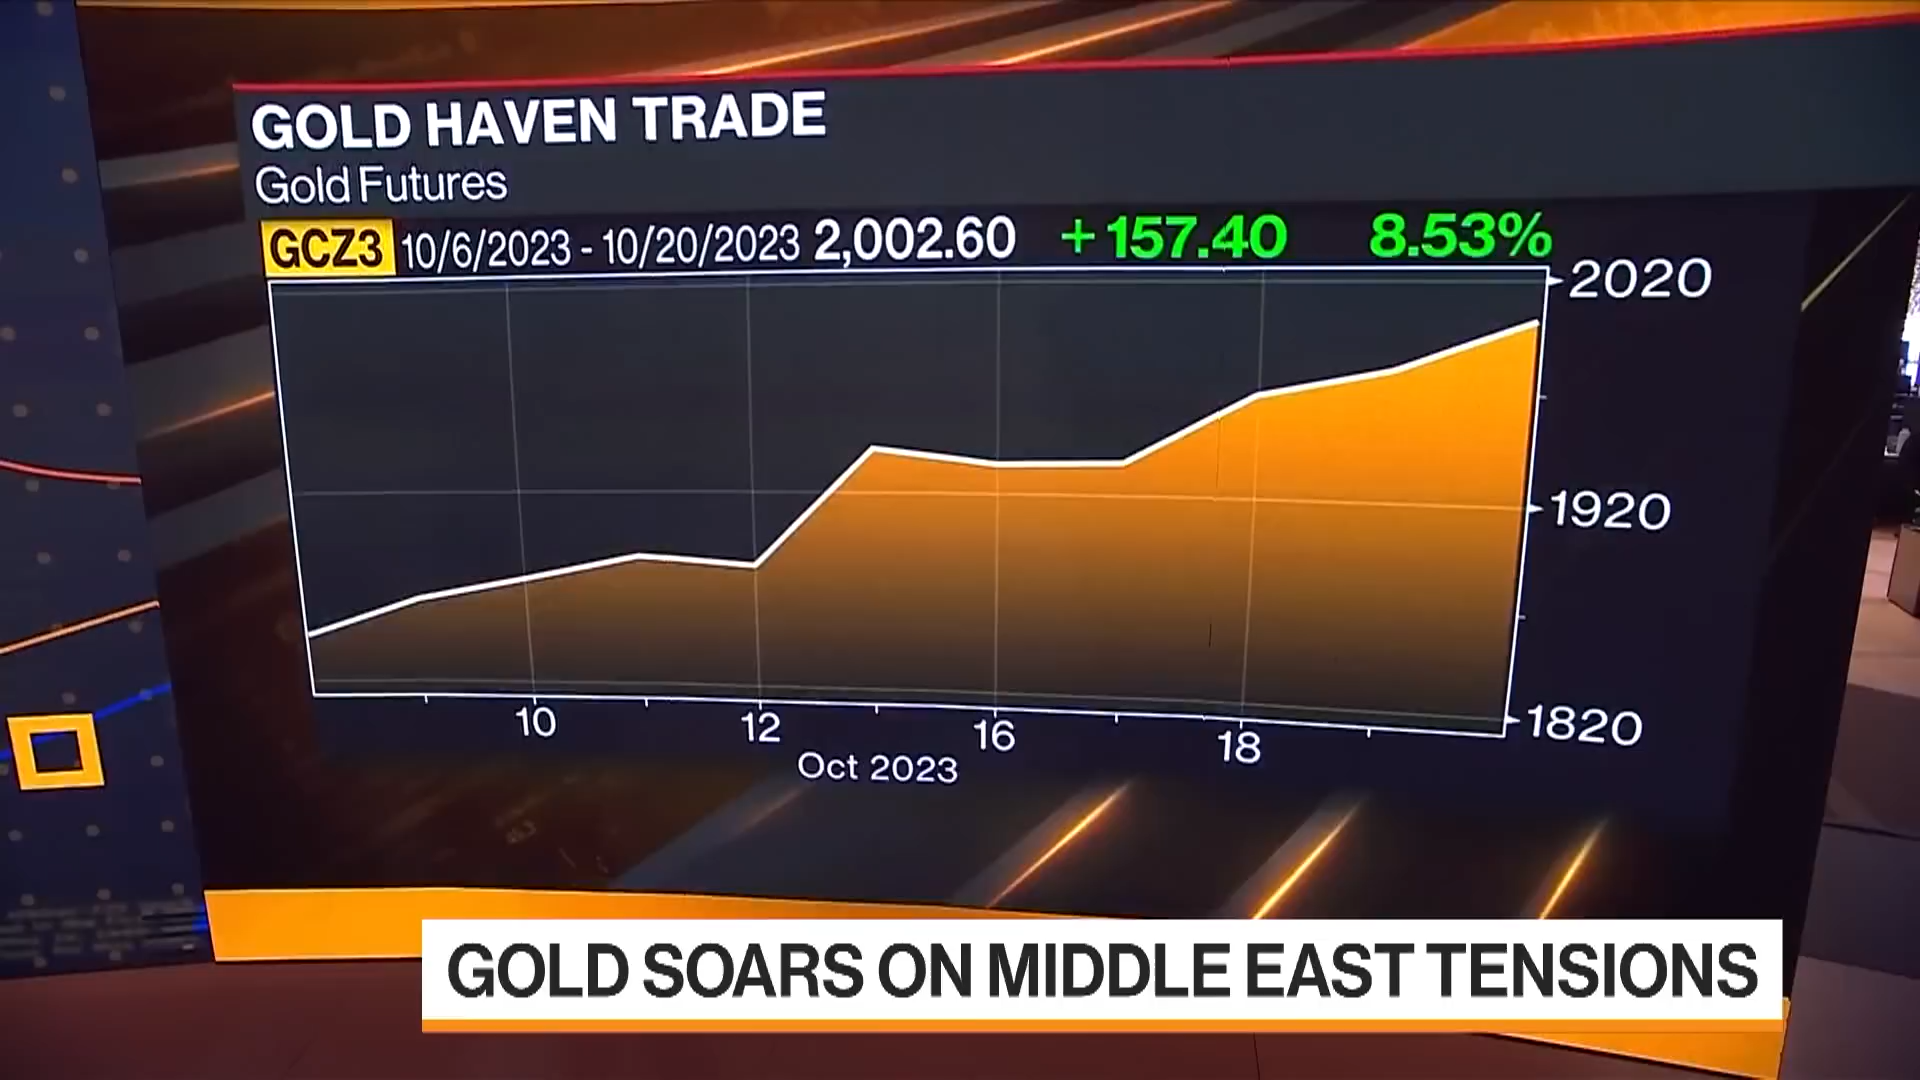 GOLD HAVEN TRADE
Gold Futures
GCZ3 10/6/2023 - 10/20/2023 2,002.60 +157.40 8.53%
2020
1920
1820
10 12 16 18
Oct 2023
GOLD SOARS ON MIDDLE EAST TENSIONS